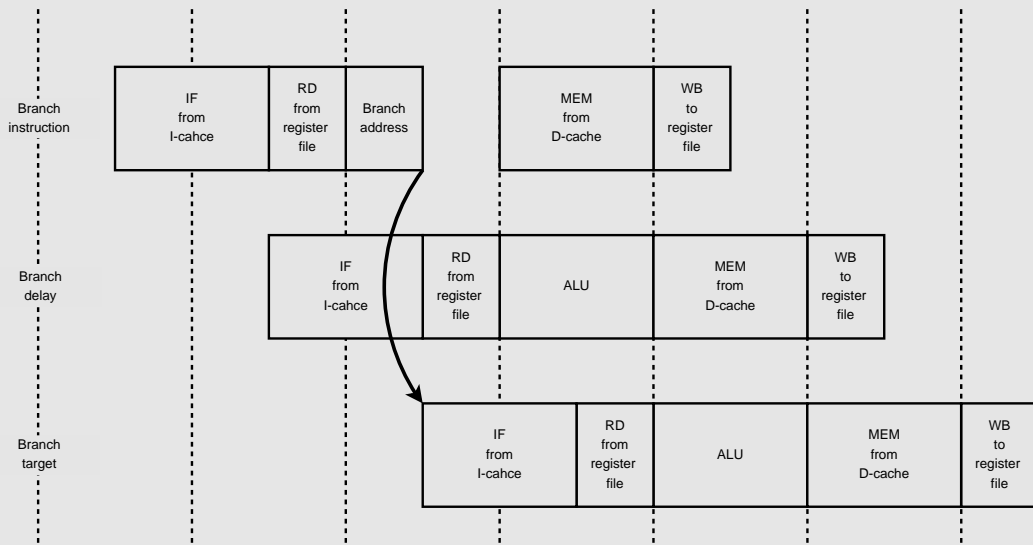 Branch
instruction
IF
from
I-cahce
RD
from
register
file
Branch
address
MEM
from
D-cache
WB
to
register
file
Branch
delay
IF
from
I-cahce
RD
from
register
file
ALU
MEM
from
D-cache
WB
to
register
file
Branch
target
IF
from
I-cahce
RD
from
register
file
ALU
MEM
from
D-cache
WB
to
register
file